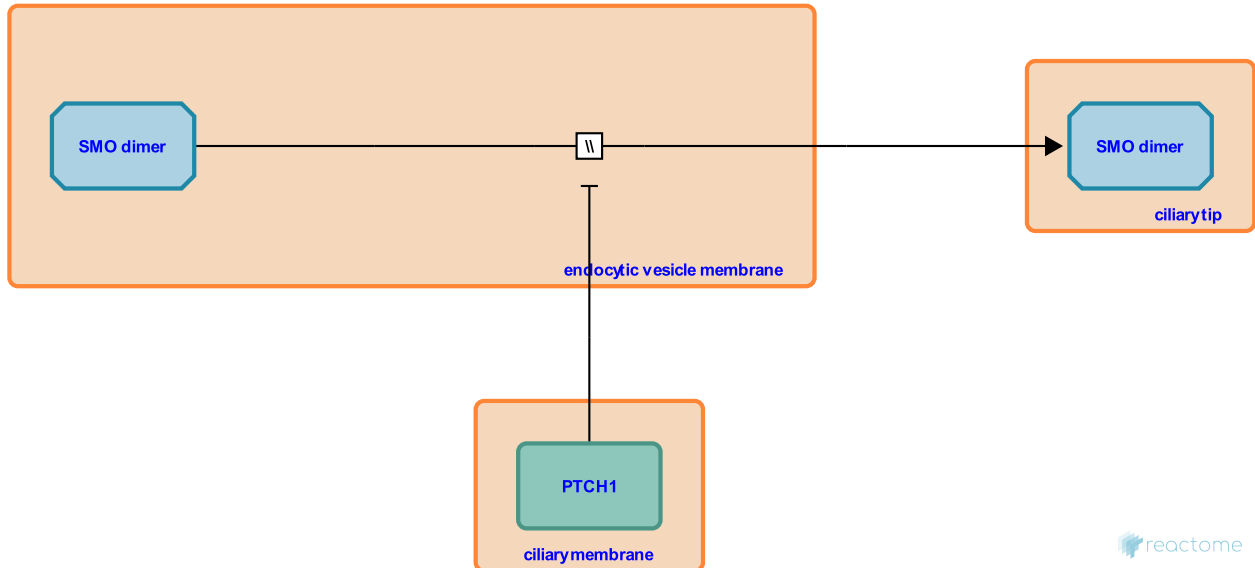 SMO dimer
\\
SMO dimer
ciliary tip
endocytic vesicle membrane
PTCH1
ciliary membrane
reactome